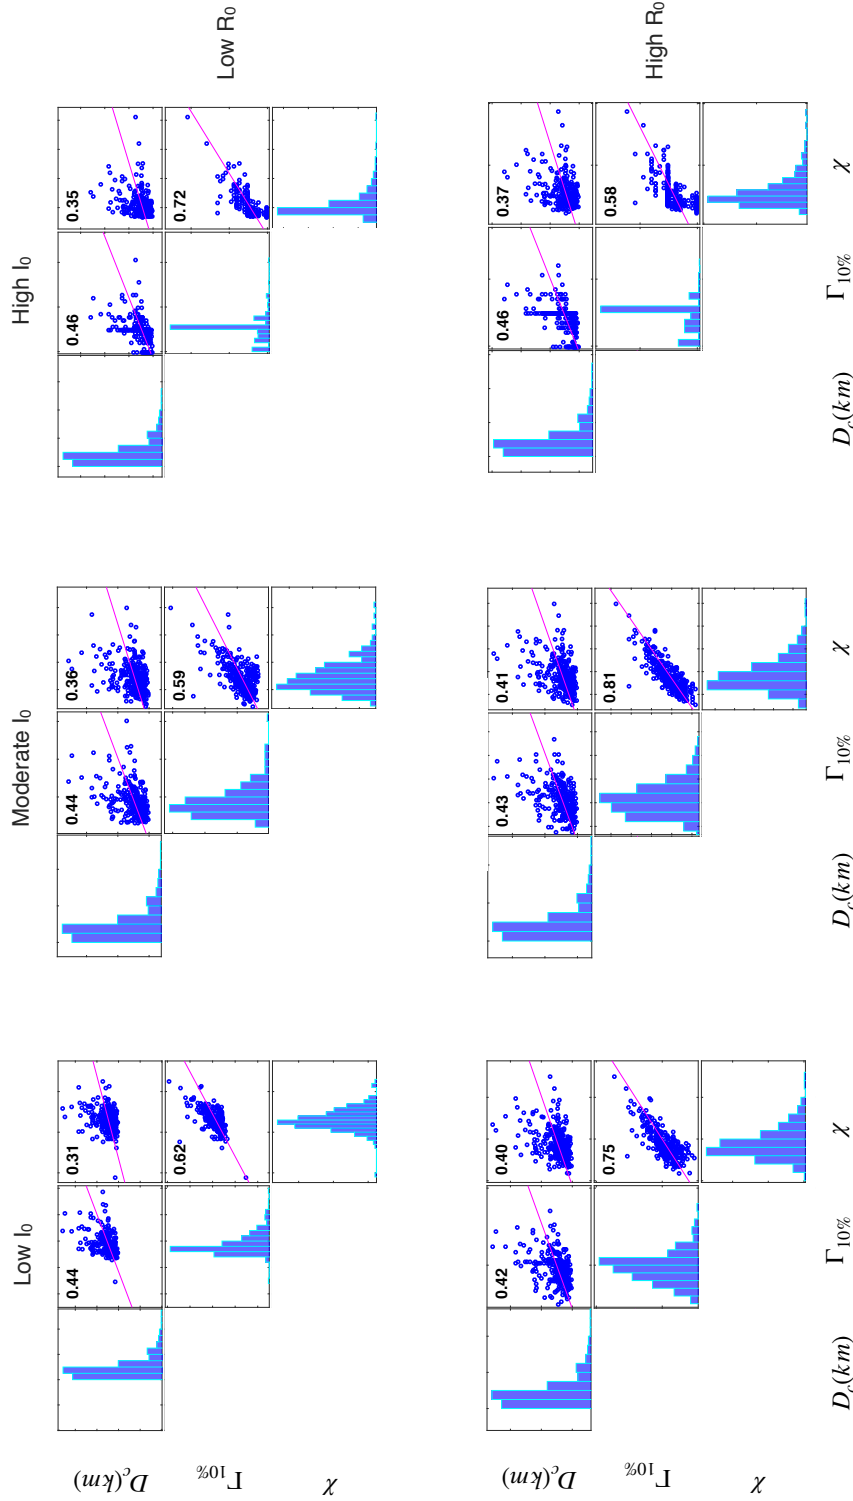 Low I₀
Moderate I₀
High I₀
D_c(km)
0.44
0.31
0.44
0.36
0.46
0.35
Γ₁₀%
0.62
0.59
0.72
Low R₀
χ
0.42
0.40
0.43
0.41
0.46
0.37
0.75
0.81
0.58
High R₀
D_c(km) Γ₁₀% χ
D_c(km) Γ₁₀% χ
D_c(km) Γ₁₀% χ